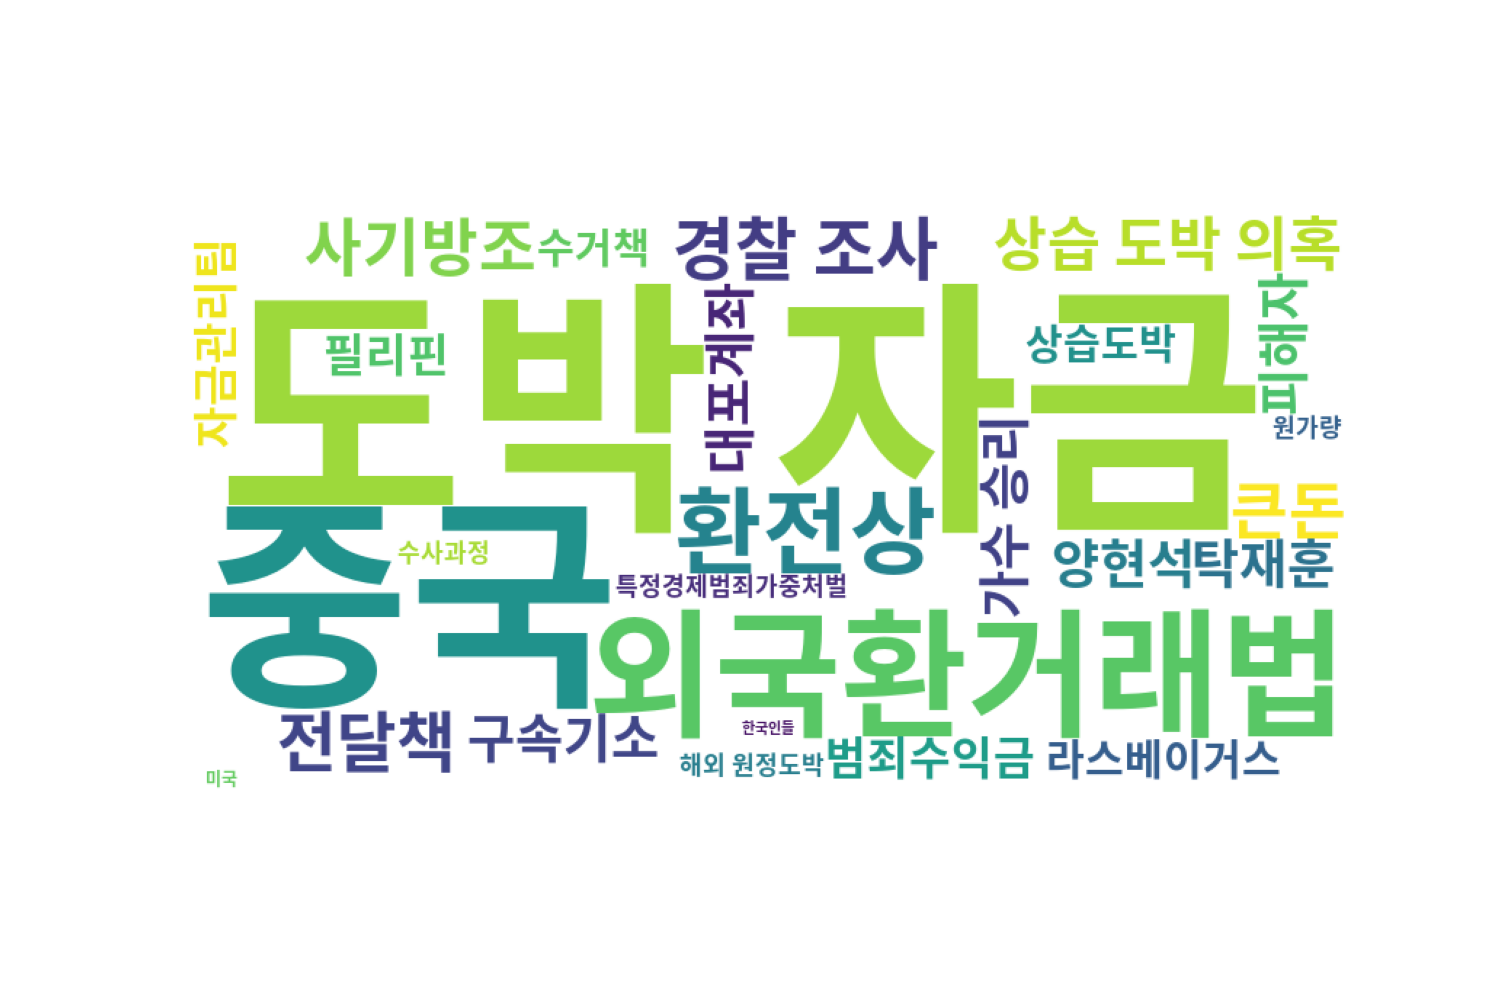 사기방조
수거책
경찰 조사
상습 도박 의혹
자금관리팀
도박 자금
필리핀
대포계좌
상습도박
피해자
원가량
중국
수사과정
환전상
가수 승리
큰돈
양현석
탁재훈
특정경제범죄가중처벌
외국환거래법
전달책
구속기소
한국인들
해외 원정도박
범죄수익금
라스베이거스
미국